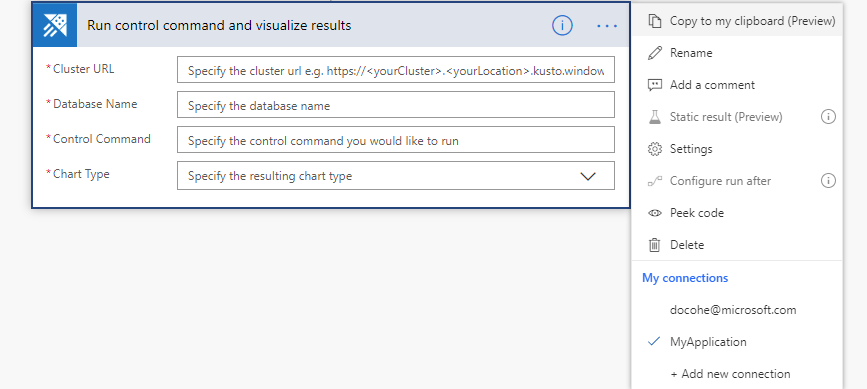 Run control command and visualize results
* Cluster URL
Specify the cluster url e.g. https://<yourCluster>.<yourLocation>.kusto.window
* Database Name
Specify the database name
* Control Command
Specify the control command you would like to run
* Chart Type
Specify the resulting chart type
Copy to my clipboard (Preview)
Rename
Add a comment
Static result (Preview)
Settings
Configure run after
Peek code
Delete
My connections
docohe@microsoft.com
MyApplication
+ Add new connection